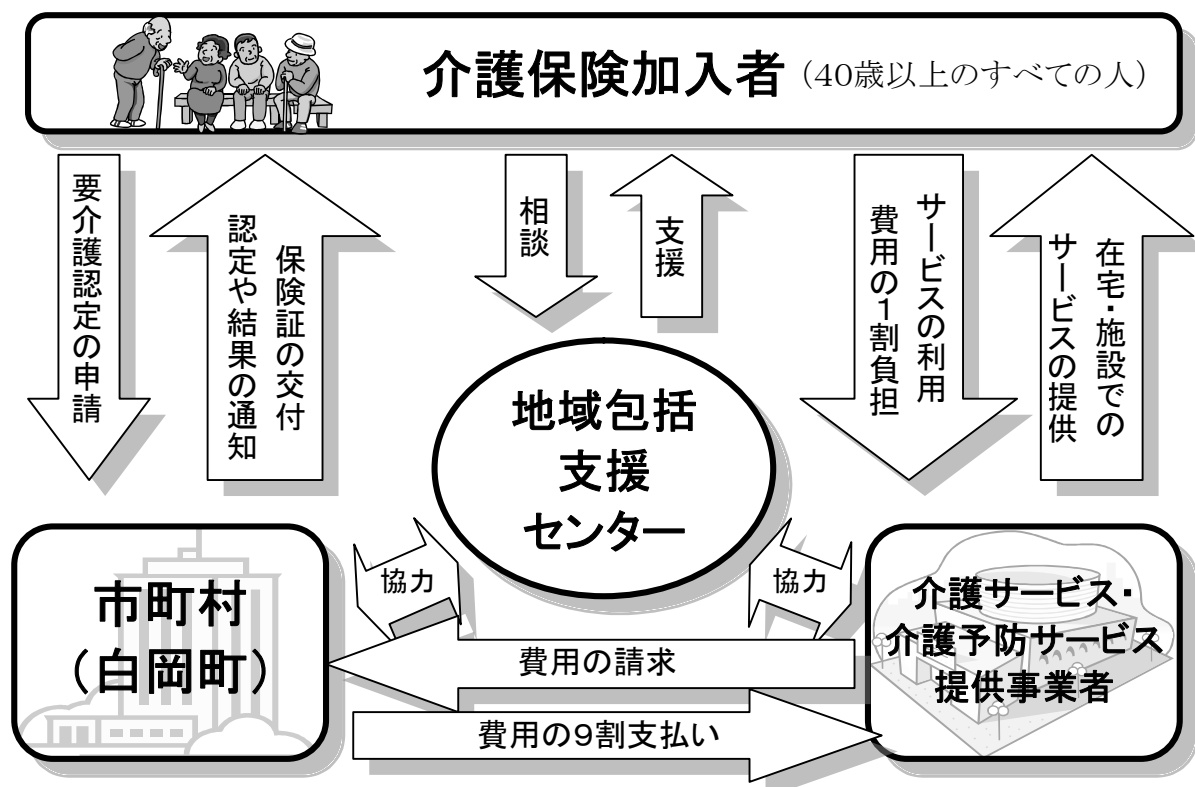 介護保険加入者（40歳以上のすべての人）
要介護認定の申請
保険証の交付
認定や結果の通知
相談
支援
サービスの利用
費用の１割負担
在宅・施設での
サービスの提供
地域包括
支援
センター
協力
協力
市町村
（白岡町）
介護サービス・
介護予防サービス
提供事業者
費用の請求
費用の９割支払い